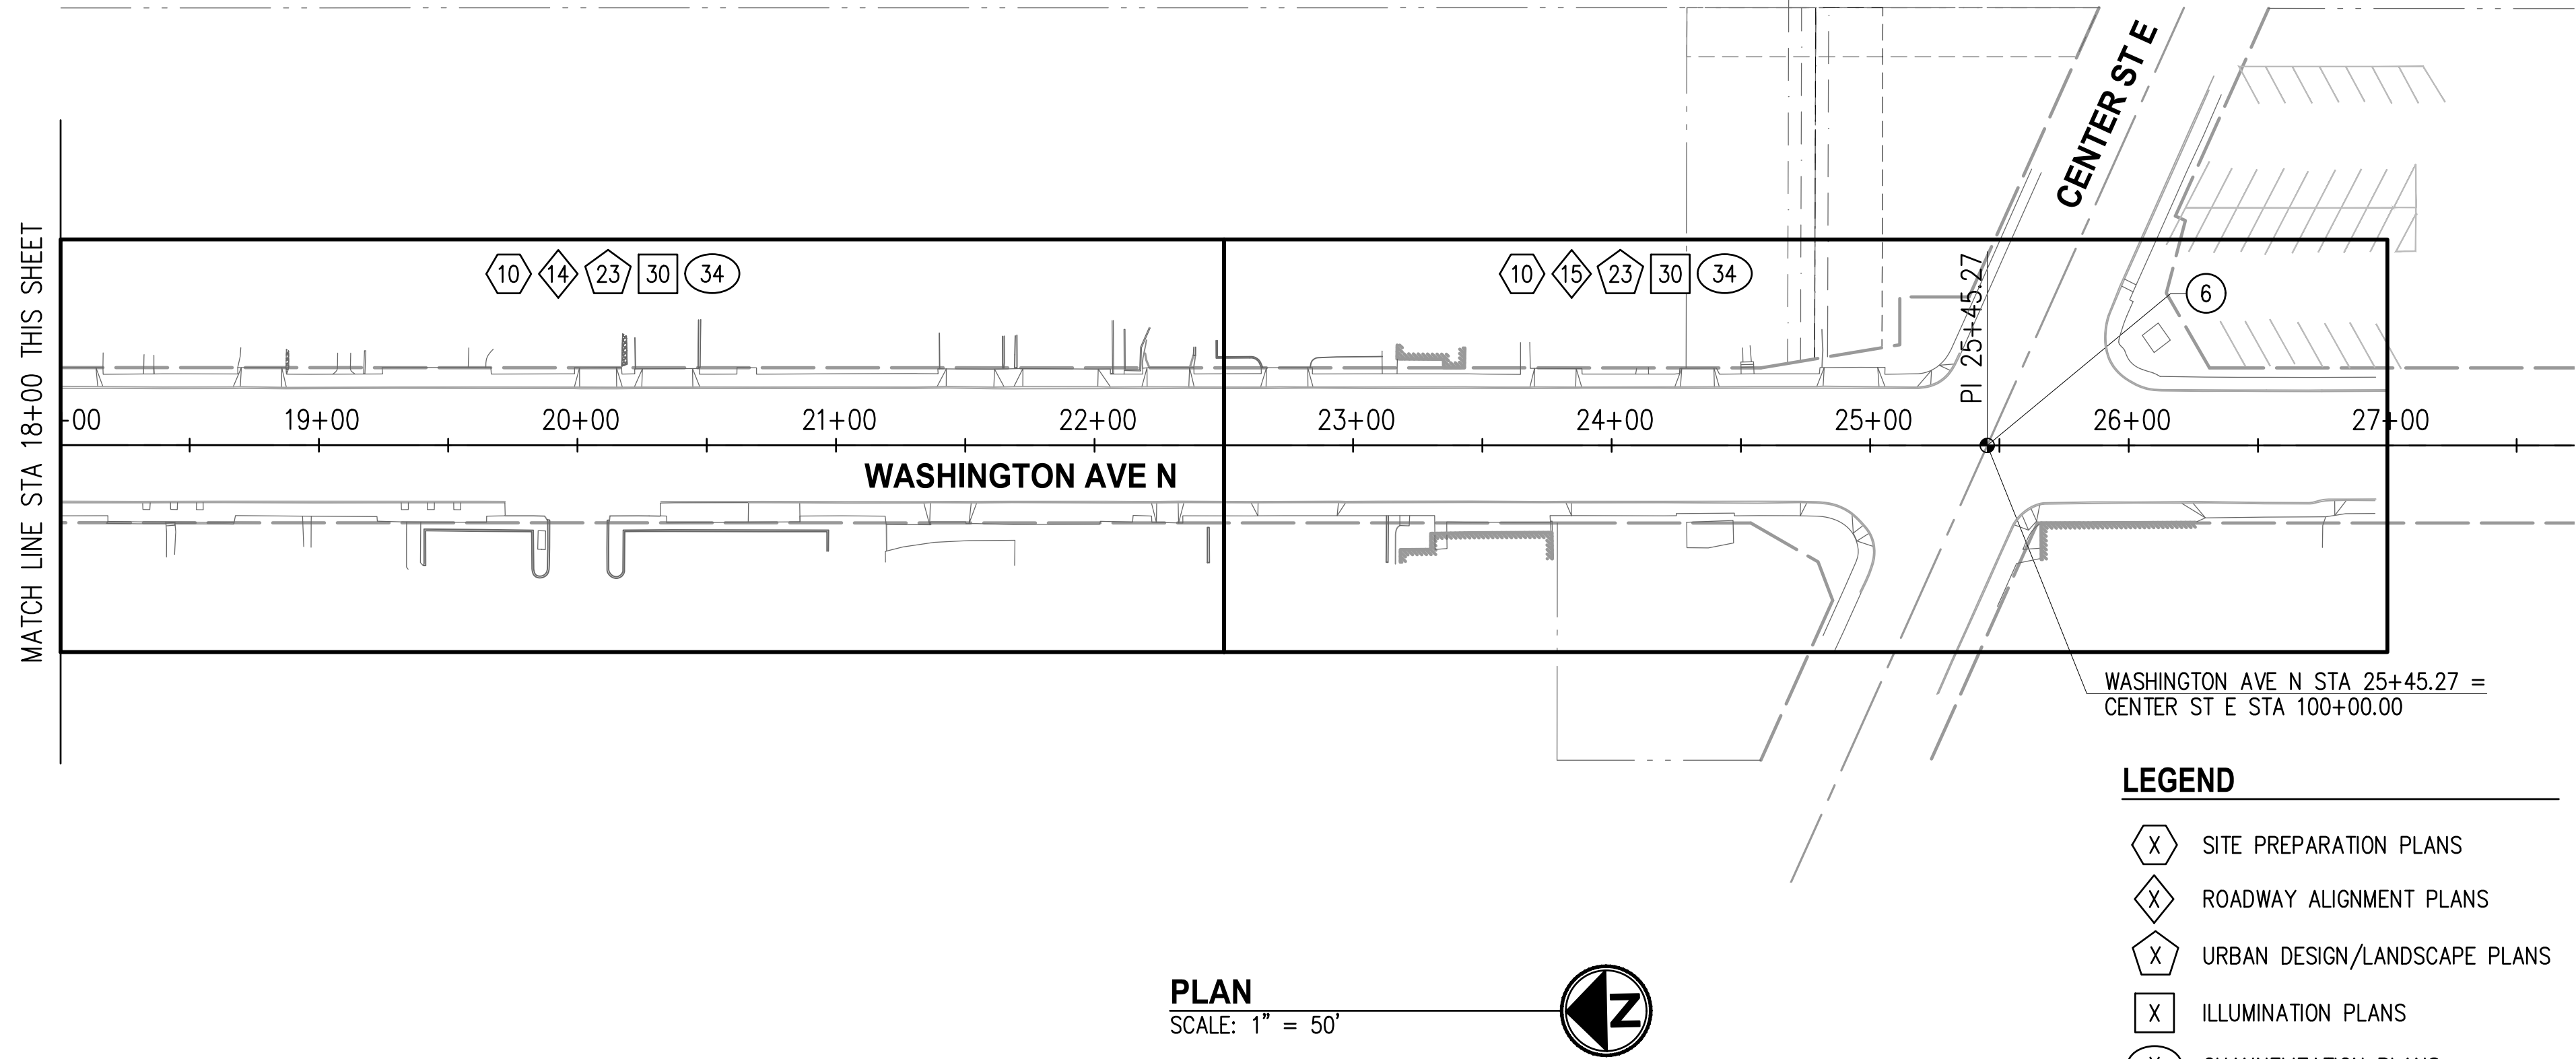 CENTER ST E
MATCH LINE STA 18+00 THIS SHEET
10 14 23 30 34
10 15 23 30 34
PI 25+45.27
6
+00 19+00 20+00 21+00 22+00 23+00 24+00 25+00 26+00 27+00
WASHINGTON AVE N
WASHINGTON AVE N STA 25+45.27 =
CENTER ST E STA 100+00.00
LEGEND
X SITE PREPARATION PLANS
X ROADWAY ALIGNMENT PLANS
X URBAN DESIGN/LANDSCAPE PLANS
X ILLUMINATION PLANS
PLAN
SCALE: 1" = 50'
N